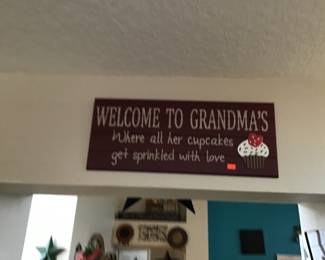 WELCOME TO GRANDMA'S
Where all her cupcakes
get sprinkled with love